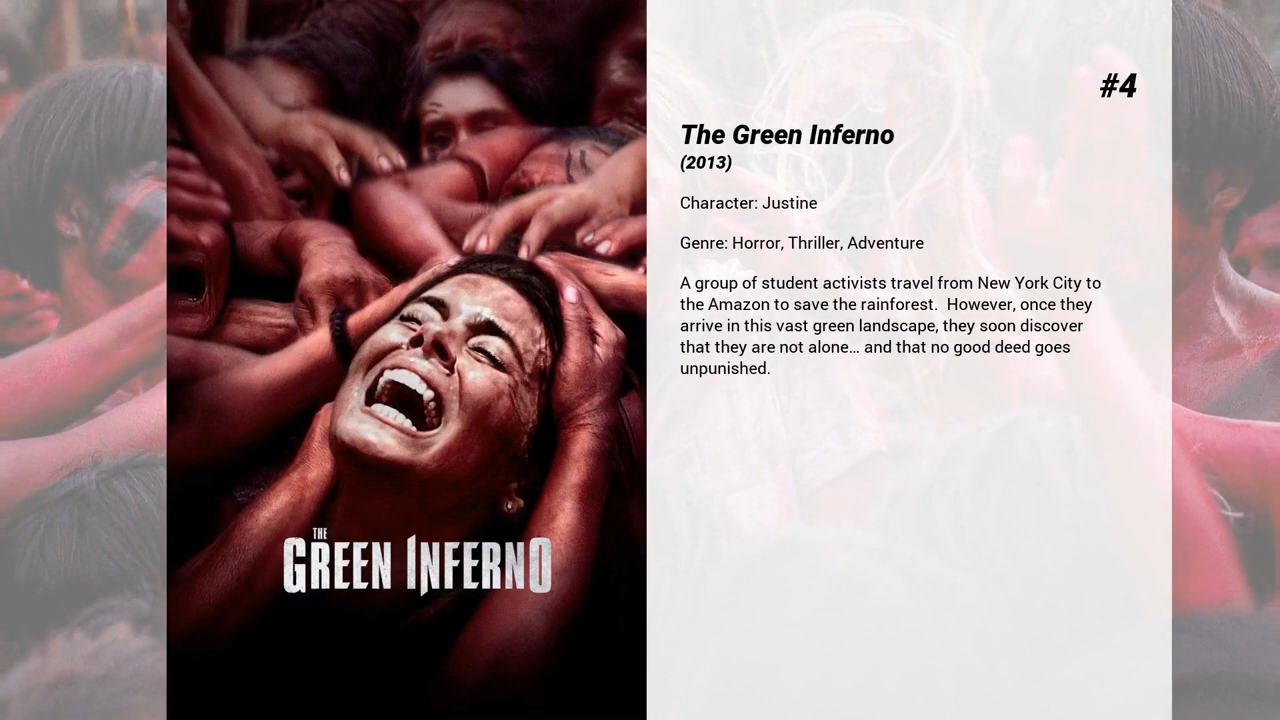 THE
GREEN INFERNO
#4
The Green Inferno
(2013)
Character: Justine
Genre: Horror, Thriller, Adventure
A group of student activists travel from New York City to
the Amazon to save the rainforest.  However, once they
arrive in this vast green landscape, they soon discover
that they are not alone… and that no good deed goes
unpunished.